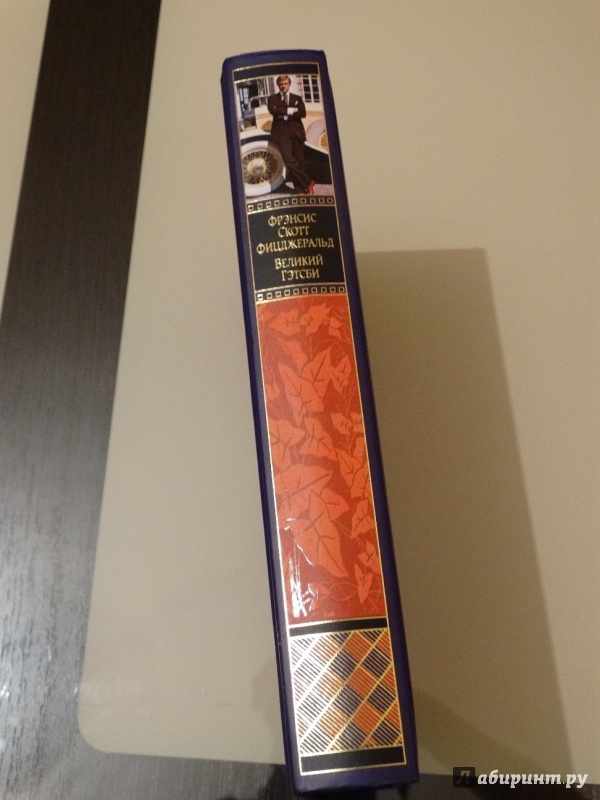 ФРЭНСИС
СКОТТ
ФИЦДЖЕРАЛЬД
ВЕЛИКИЙ
ГЭТСБИ
Лабиринт.ру